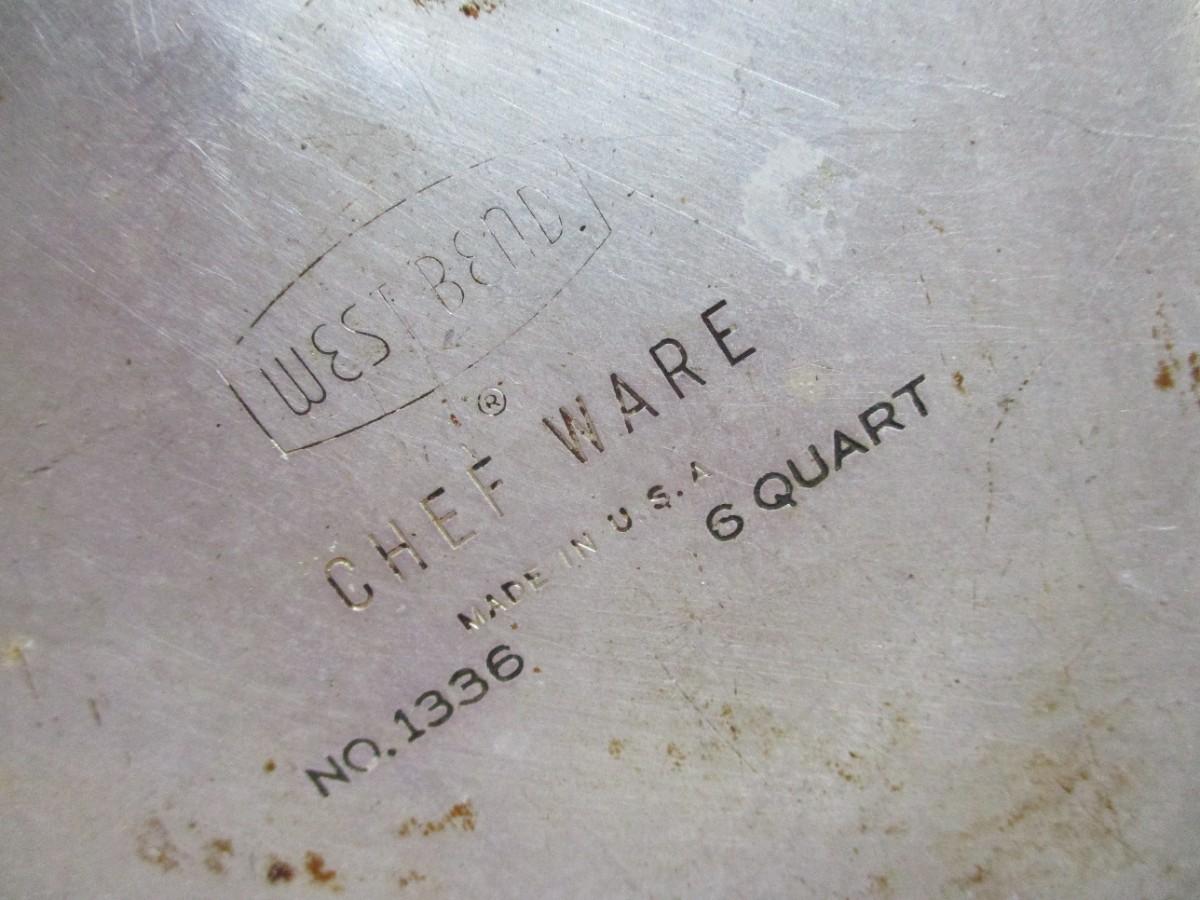 WEST BEND
®
CHEF WARE
MADE IN U.S.A
6 QUART
NO. 1336